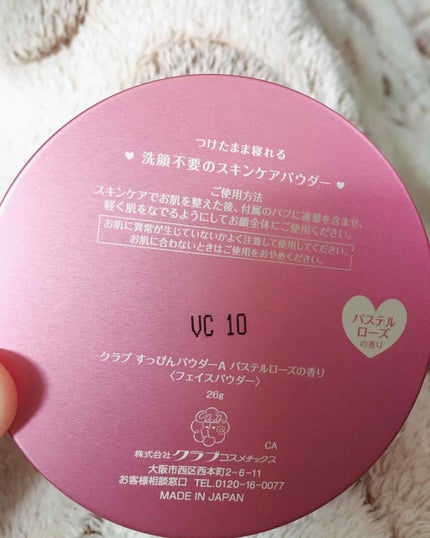 つけたまま寝れる
♥ 洗顔不要のスキンケアパウダー ♥
ご使用方法
スキンケアでお肌を整えた後、付属のパフに適量を含ませ、
軽く肌をなでるようにしてお顔全体にご使用ください。
お肌に異常が生じていないかよく注意して使用してください。
お肌に合わないときはご使用をおやめください。
VC 10
パステル
ローズ
の香り
クラブ すっぴんパウダーA パステルローズの香り
〈フェイスパウダー〉
26g
Club
CA
株式会社 クラブコスメチックス
大阪市西区西本町2-6-11
お客様相談窓口 TEL.0120-16-0077
MADE IN JAPAN